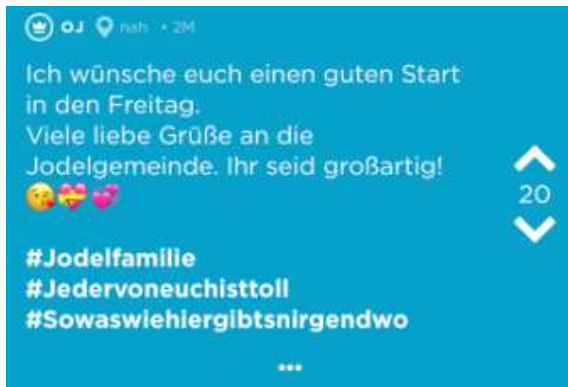 OJ nah • 2M
Ich wünsche euch einen guten Start
in den Freitag.
Viele liebe Grüße an die
Jodelgemeinde. Ihr seid großartig!
😘💝💞
20
#Jodelfamilie
#Jedervoneuchisttoll
#Sowaswiehiergibtsnirgendwo